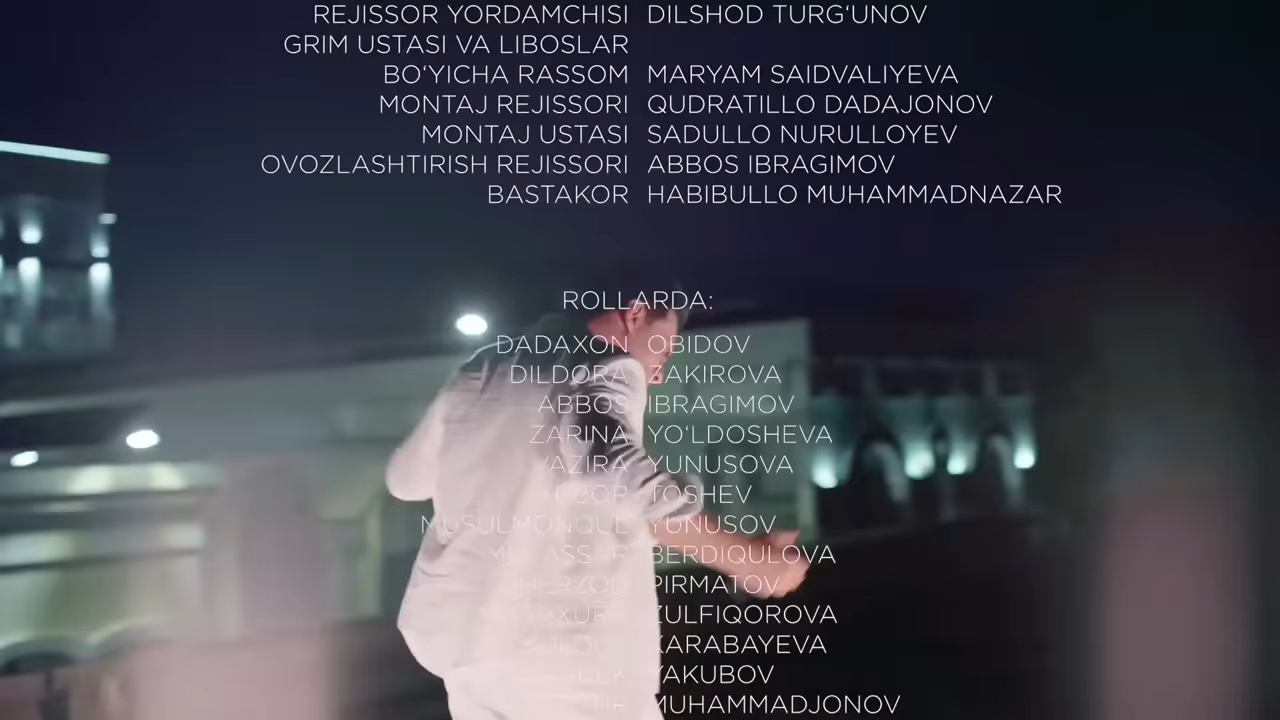 REJISSOR YORDAMCHISI DILSHOD TURG‘UNOV
GRIM USTASI VA LIBOSLAR
BO‘YICHA RASSOM MARYAM SAIDVALIYEVA
MONTAJ REJISSORI QUDRATILLO DADAJONOV
MONTAJ USTASI SADULLO NURULLOYEV
OVOZLASHTIRISH REJISSORI ABBOS IBRAGIMOV
BASTAKOR HABIBULLO MUHAMMADNAZAR
ROLLARDA:
DADAXON OBIDOV
DILDORA ZAKIROVA
ABBOS IBRAGIMOV
ZARINA YO‘LDOSHEVA
VAZIRA YUNUSOVA
TOSHEV
MUSULMONQUL YUNUSOV
BERDIQULOVA
SHERZOD PIRMATOV
ZULFIQOROVA
KARABAYEVA
YAKUBOV
MUHAMMADJONOV